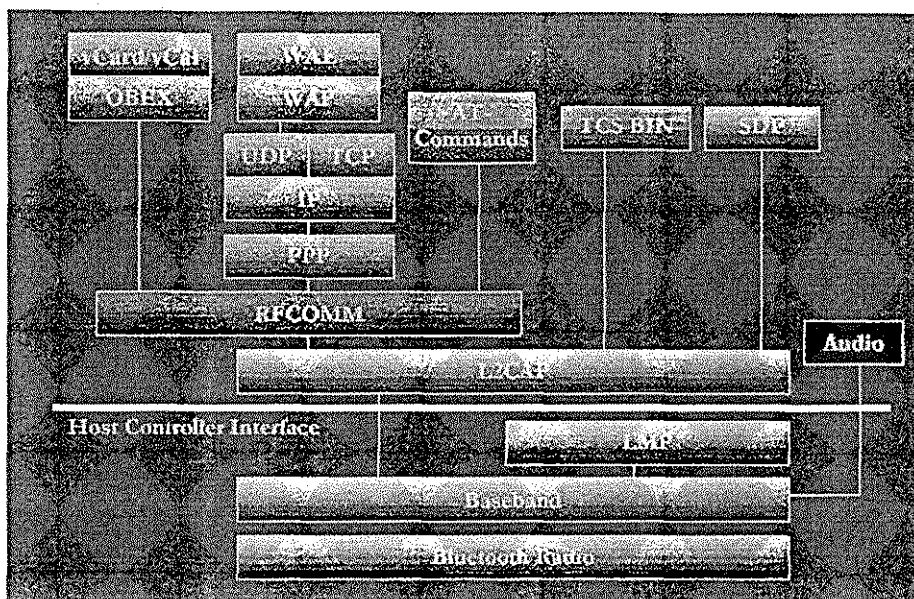 vCard/vCal
WAE
OBEX
WAP
AT-
Commands
TCS BIN
SDP
UDP
TCP
IP
PPP
RFCOMM
Audio
L2CAP
Host Controller Interface
LMP
Baseband
Bluetooth Radio